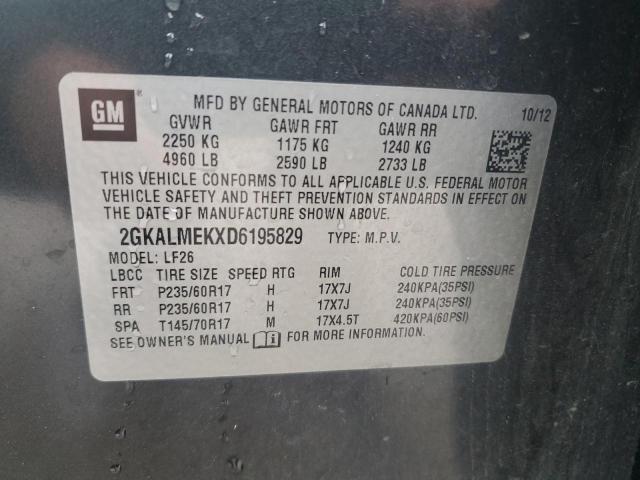 GM
MFD BY GENERAL MOTORS OF CANADA LTD. 10/12
GVWR GAWR FRT GAWR RR
2250 KG 1175 KG 1240 KG
4960 LB 2590 LB 2733 LB
THIS VEHICLE CONFORMS TO ALL APPLICABLE U.S. FEDERAL MOTOR
VEHICLE SAFETY AND THEFT PREVENTION STANDARDS IN EFFECT ON
THE DATE OF MANUFACTURE SHOWN ABOVE.
2GKALMEKXD6195829 TYPE: M.P.V.
MODEL: LF26
LBCC TIRE SIZE SPEED RTG RIM COLD TIRE PRESSURE
FRT P235/60R17 H 17X7J 240KPA(35PSI)
RR P235/60R17 H 17X7J 240KPA(35PSI)
SPA T145/70R17 M 17X4.5T 420KPA(60PSI)
SEE OWNER'S MANUAL FOR MORE INFORMATION.